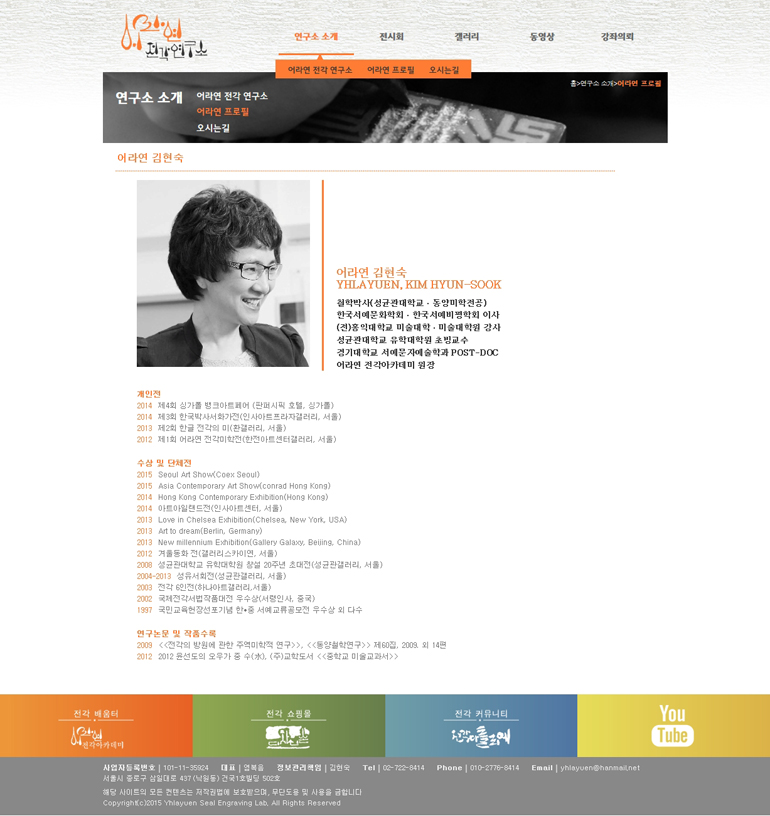 어라연
전각연구소
연구소 소개 전시회 갤러리 동영상 강좌의뢰
어라연 전각 연구소 어라연 프로필 오시는길
홈>연구소 소개>어라연 프로필
연구소 소개
어라연 전각 연구소
어라연 프로필
오시는길
어라연 김현숙
어라연 김현숙
YHLAYUEN, KIM HYUN-SOOK
철학박사(성균관대학교 · 동양미학전공)
한국서예문화학회 · 한국서예비평학회 이사
(전)홍익대학교 미술대학 · 미술대학원 강사
성균관대학교 유학대학원 초빙교수
경기대학교 서예문자예술학과 POST-DOC
어라연 전각아카데미 원장
개인전
2014 제4회 싱가폴 뱅크아트페어 (판퍼시픽 호텔, 싱가폴)
2014 제3회 한국박사서화가전(인사아트프라자갤러리, 서울)
2013 제2회 한글 전각의 미(환갤러리, 서울)
2012 제1회 어라연 전각미학전(한전아트센터갤러리, 서울)
수상 및 단체전
2015 Seoul Art Show(Coex Seoul)
2015 Asia Contemporary Art Show(conrad Hong Kong)
2014 Hong Kong Contemporary Exhibition(Hong Kong)
2014 아트아일랜드전(인사아트센터, 서울)
2013 Love in Chelsea Exhibition(Chelsea, New York, USA)
2013 Art to dream(Berlin, Germany)
2013 New millennium Exhibition(Gallery Galaxy, Beijing, China)
2012 겨울동화 전(갤러리스카이연, 서울)
2008 성균관대학교 유학대학원 창설 20주년 초대전(성균관갤러리, 서울)
2004-2013 성유서회전(성균관갤러리, 서울)
2003 전각 6인전(하나아트갤러리,서울)
2002 국제전각서법작품대전 우수상(서령인사, 중국)
1997 국민교육헌장선포기념 한•중 서예교류공모전 우수상 외 다수
연구논문 및 작품수록
2009 <<전각의 방원에 관한 주역미학적 연구>>, <<동양철학연구>> 제60집, 2009. 외 14편
2012 2012 윤선도의 오우가 중 수(水), (주)교학도서 <<중학교 미술교과서>>
전각 배움터
어라연 전각아카데미
전각 쇼핑몰
전각 커뮤니티
You
Tube
사업자등록번호 | 101-11-35924 대표 | 염복을 정보관리책임 | 김현숙 Tel | 02-722-8414 Phone | 010-2776-8414 Email | yhlayuen@hanmail.net
서울시 종로구 삼일대로 437 (낙원동) 건국1호빌딩 502호
해당 사이트의 모든 컨텐츠는 저작권법에 보호받으며, 무단도용 및 사용을 금합니다
Copyright(c)2015 Yhlayuen Seal Engraving Lab, All Rights Reserved